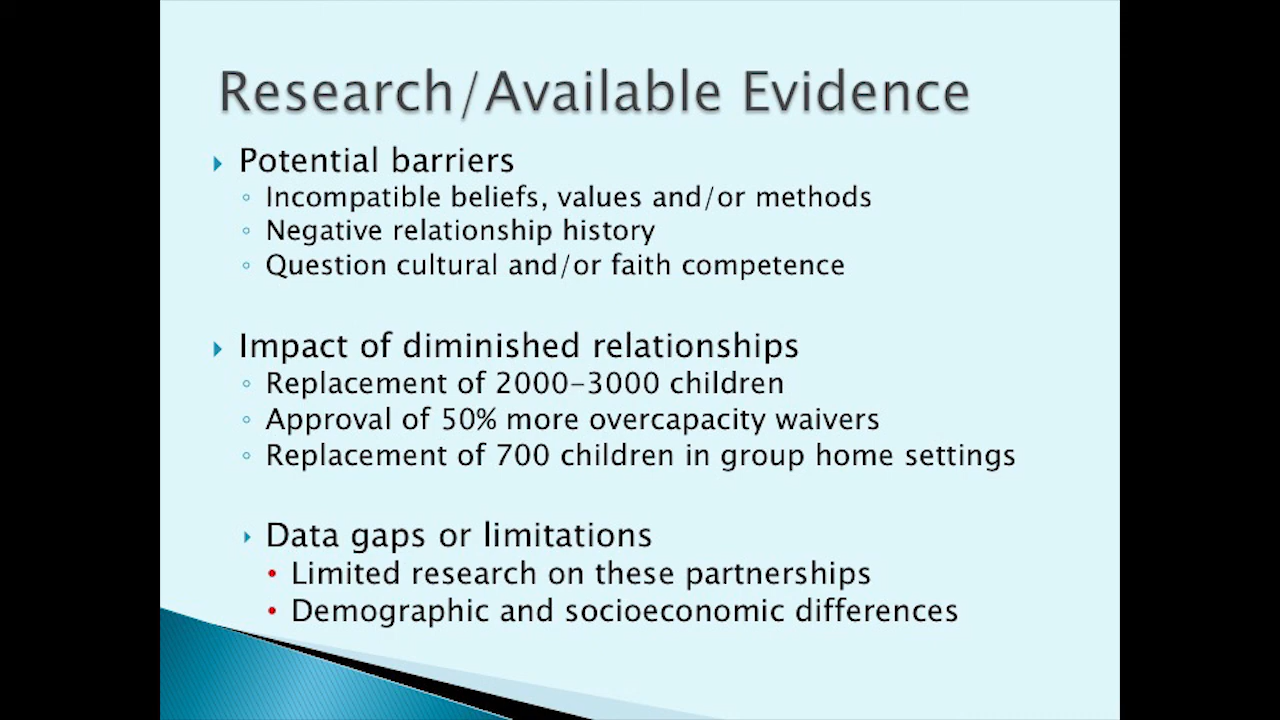 Research/Available Evidence
Potential barriers
Incompatible beliefs, values and/or methods
Negative relationship history
Question cultural and/or faith competence
Impact of diminished relationships
Replacement of 2000-3000 children
Approval of 50% more overcapacity waivers
Replacement of 700 children in group home settings
Data gaps or limitations
Limited research on these partnerships
Demographic and socioeconomic differences